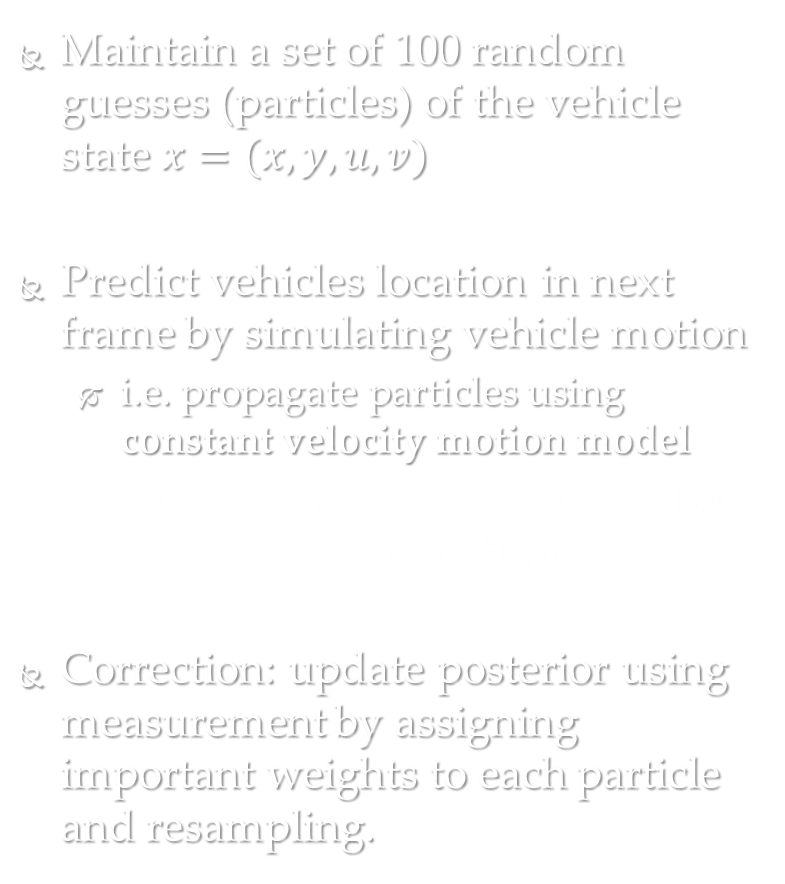 Maintain a set of 100 random
guesses (particles) of the vehicle
state x = (x, y, u, v)
Predict vehicles location in next
frame by simulating vehicle motion
i.e. propagate particles using
constant velocity motion model
Correction: update posterior using
measurement by assigning
important weights to each particle
and resampling.